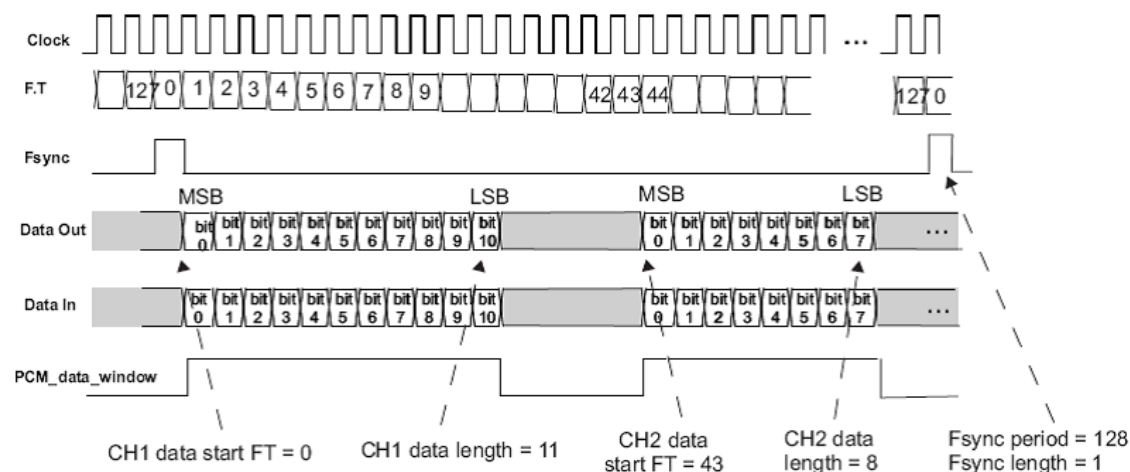 Clock ...
F.T 127 0 1 2 3 4 5 6 7 8 9 42 43 44 127 0
Fsync
MSB LSB MSB LSB
Data Out bit 0 bit 1 bit 2 bit 3 bit 4 bit 5 bit 6 bit 7 bit 8 bit 9 bit 10 bit 0 bit 1 bit 2 bit 3 bit 4 bit 5 bit 6 bit 7 ...
Data In bit 0 bit 1 bit 2 bit 3 bit 4 bit 5 bit 6 bit 7 bit 8 bit 9 bit 10 bit 0 bit 1 bit 2 bit 3 bit 4 bit 5 bit 6 bit 7 ...
PCM_data_window
CH1 data start FT = 0
CH1 data length = 11
CH2 data
start FT = 43
CH2 data
length = 8
Fsync period = 128
Fsync length = 1